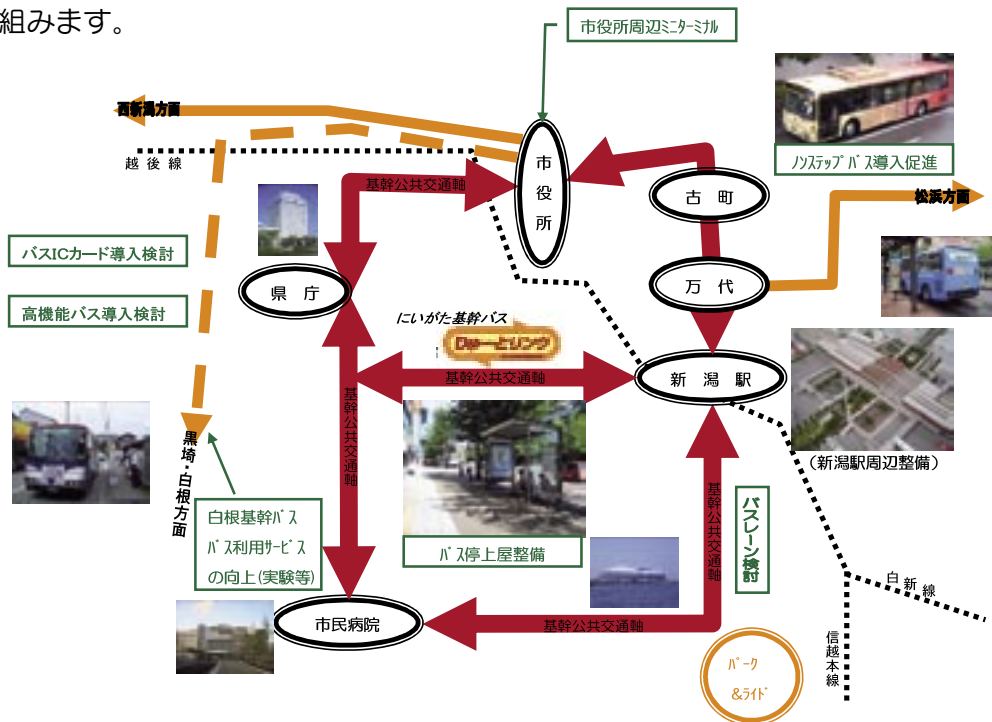 組みます。
市役所周辺ミニターミナル
西新潟方面
越後線
市役所
古町
ノンステップバス導入促進
松浜方面
基幹公共交通軸
バスICカード導入検討
県庁
万代
高機能バス導入検討
にいがた基幹バス
りゅーとリンク
基幹公共交通軸
新潟駅
基幹公共交通軸
黒埼・白根方面
(新潟駅周辺整備)
白根基幹バス
バス利用サービス
の向上(実験等)
バス停上屋整備
基幹公共交通軸
バスレーン検討
白新線
市民病院
基幹公共交通軸
信越本線
パーク
&ライド